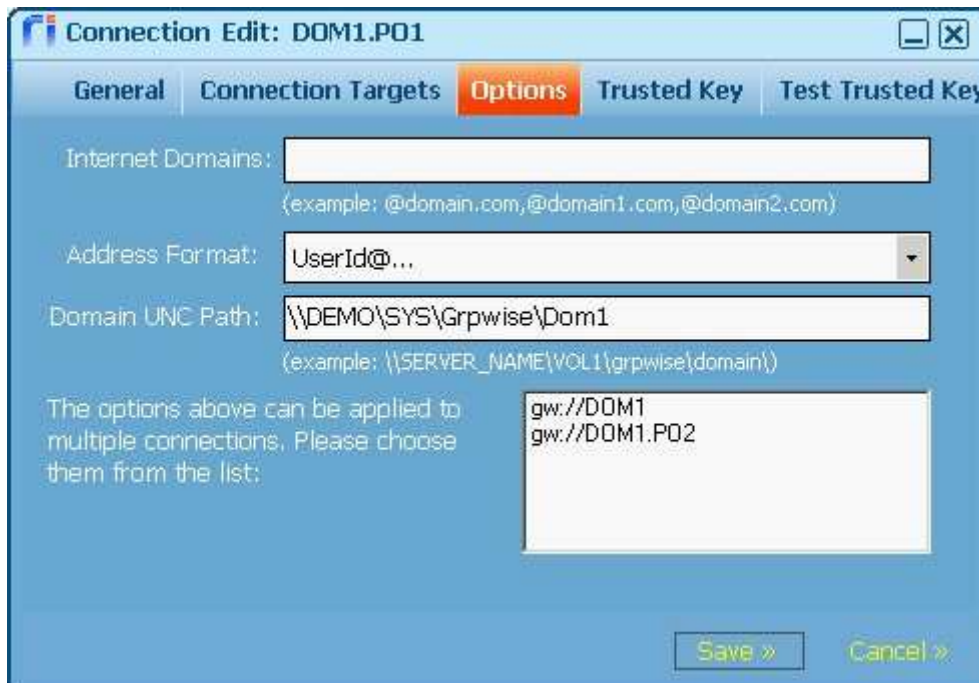 Connection Edit: DOM1.PO1
General Connection Targets Options Trusted Key Test Trusted Key
Internet Domains:
(example: @domain.com,@domain1.com,@domain2.com)
Address Format: UserId@...
Domain UNC Path: \\DEMO\SYS\Grpwise\Dom1
(example: \\SERVER_NAME\VOL1\grpwise\domain\)
The options above can be applied to
multiple connections. Please choose
them from the list:
gw://DOM1
gw://DOM1.PO2
Save »
Cancel »